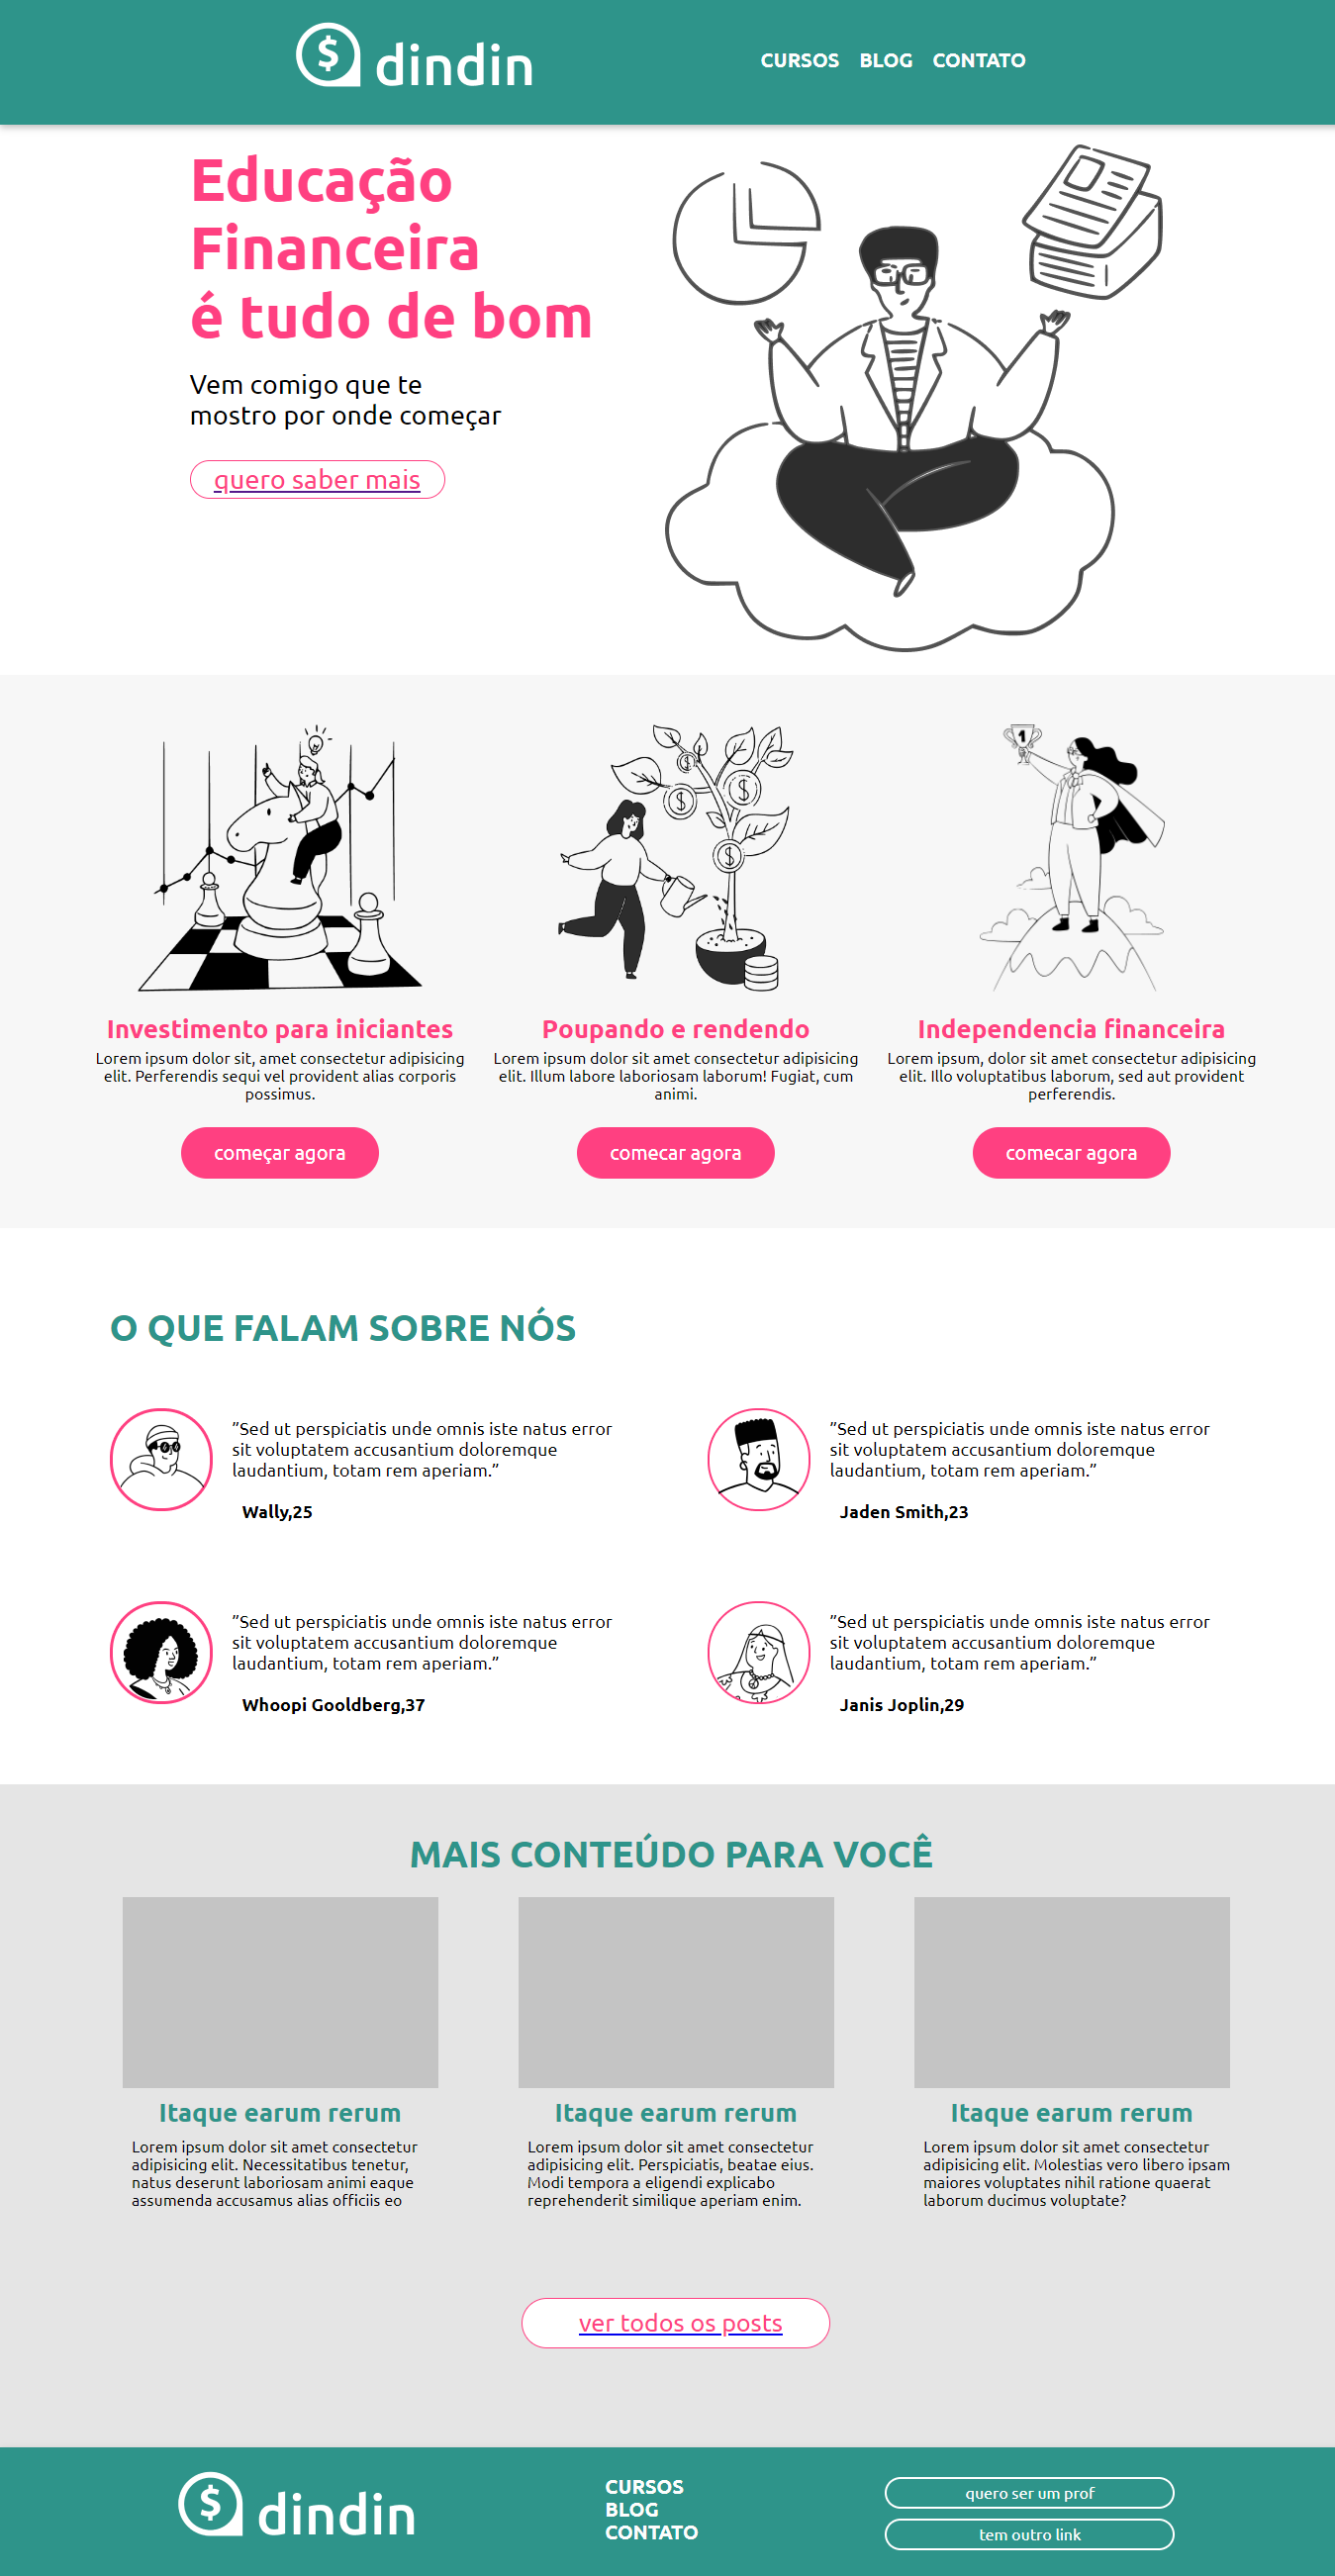 dindin
CURSOS BLOG CONTATO
Educação
Financeira
é tudo de bom
Vem comigo que te
mostro por onde começar
quero saber mais
1
$
$
$
$
Investimento para iniciantes
Lorem ipsum dolor sit, amet consectetur adipisicing
elit. Perferendis sequi vel provident alias corporis
possimus.
começar agora
Poupando e rendendo
Lorem ipsum dolor sit amet consectetur adipisicing
elit. Illum labore laboriosam laborum! Fugiat, cum
animi.
comecar agora
Independencia financeira
Lorem ipsum, dolor sit amet consectetur adipisicing
elit. Illo voluptatibus laborum, sed aut provident
perferendis.
comecar agora
O QUE FALAM SOBRE NÓS
”Sed ut perspiciatis unde omnis iste natus error
sit voluptatem accusantium doloremque
laudantium, totam rem aperiam.”
Wally,25
”Sed ut perspiciatis unde omnis iste natus error
sit voluptatem accusantium doloremque
laudantium, totam rem aperiam.”
Jaden Smith,23
”Sed ut perspiciatis unde omnis iste natus error
sit voluptatem accusantium doloremque
laudantium, totam rem aperiam.”
Whoopi Gooldberg,37
”Sed ut perspiciatis unde omnis iste natus error
sit voluptatem accusantium doloremque
laudantium, totam rem aperiam.”
Janis Joplin,29
MAIS CONTEÚDO PARA VOCÊ
Itaque earum rerum
Lorem ipsum dolor sit amet consectetur
adipisicing elit. Necessitatibus tenetur,
natus deserunt laboriosam animi eaque
assumenda accusamus alias officiis eo
Itaque earum rerum
Lorem ipsum dolor sit amet consectetur
adipisicing elit. Perspiciatis, beatae eius.
Modi tempora a eligendi explicabo
reprehenderit similique aperiam enim.
Itaque earum rerum
Lorem ipsum dolor sit amet consectetur
adipisicing elit. Molestias vero libero ipsam
maiores voluptates nihil ratione quaerat
laborum ducimus voluptate?
ver todos os posts
$ dindin
CURSOS
BLOG
CONTATO
quero ser um prof
tem outro link